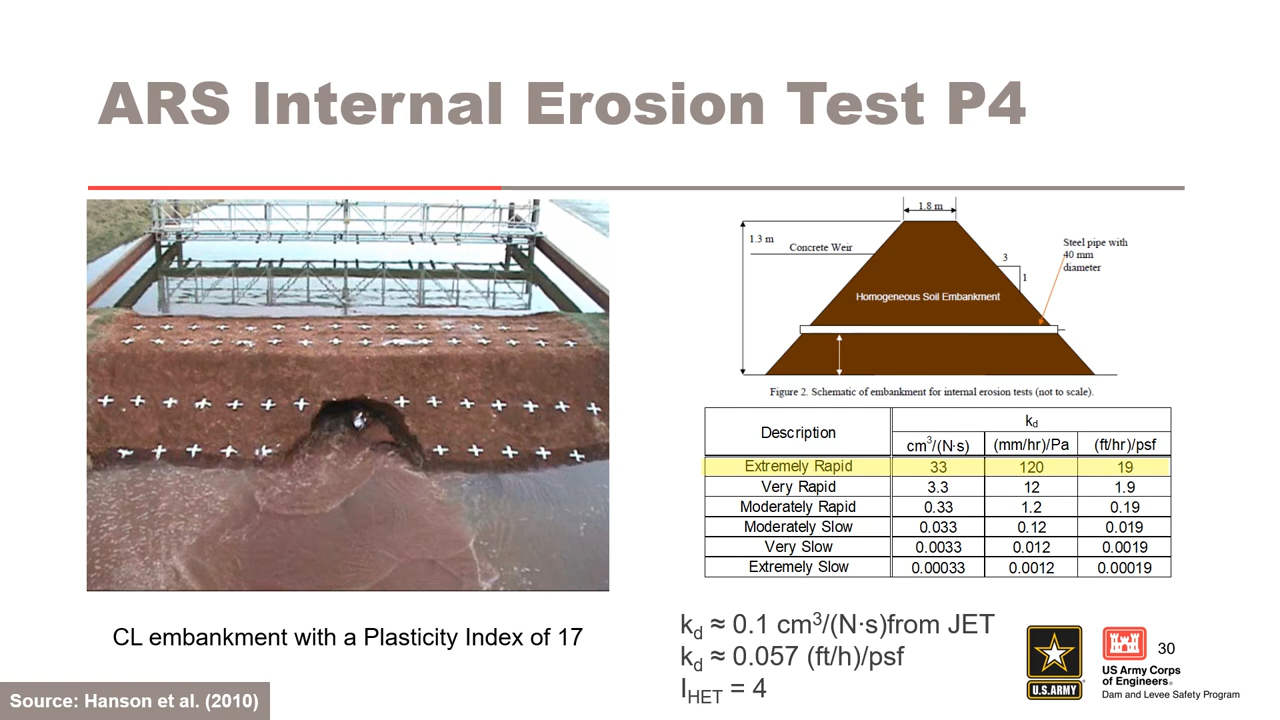 ARS Internal Erosion Test P4
1.8 m
1.3 m
Concrete Weir
Steel pipe with
40 mm
diameter
3
1
Homogeneous Soil Embankment
Figure 2. Schematic of embankment for internal erosion tests (not to scale).
Description kd
cm³/(N·s) (mm/hr)/Pa (ft/hr)/psf
Extremely Rapid 33 120 19
Very Rapid 3.3 12 1.9
Moderately Rapid 0.33 1.2 0.19
Moderately Slow 0.033 0.12 0.019
Very Slow 0.0033 0.012 0.0019
Extremely Slow 0.00033 0.0012 0.00019
CL embankment with a Plasticity Index of 17
kd ≈ 0.1 cm³/(N·s)from JET
kd ≈ 0.057 (ft/h)/psf
IHET = 4
U.S.ARMY
US Army Corps
of Engineers®
Dam and Levee Safety Program
30
Source: Hanson et al. (2010)